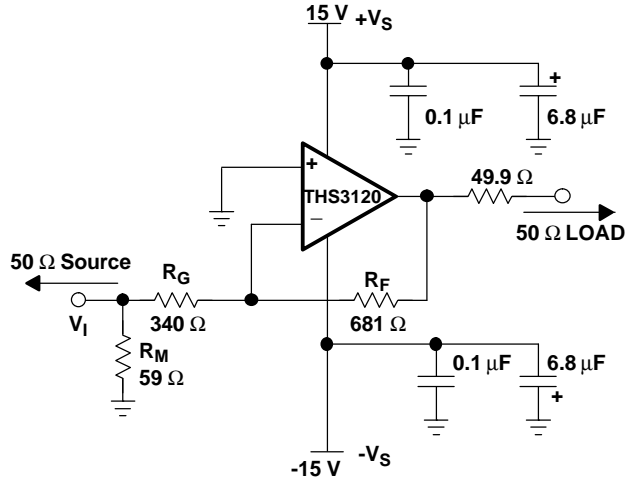 15 V +VS
+
0.1 µF
6.8 µF
+
THS3120
−
49.9 Ω
50 Ω LOAD
50 Ω Source
RG
340 Ω
RF
681 Ω
VI
RM
59 Ω
0.1 µF
6.8 µF
+
-15 V
-VS